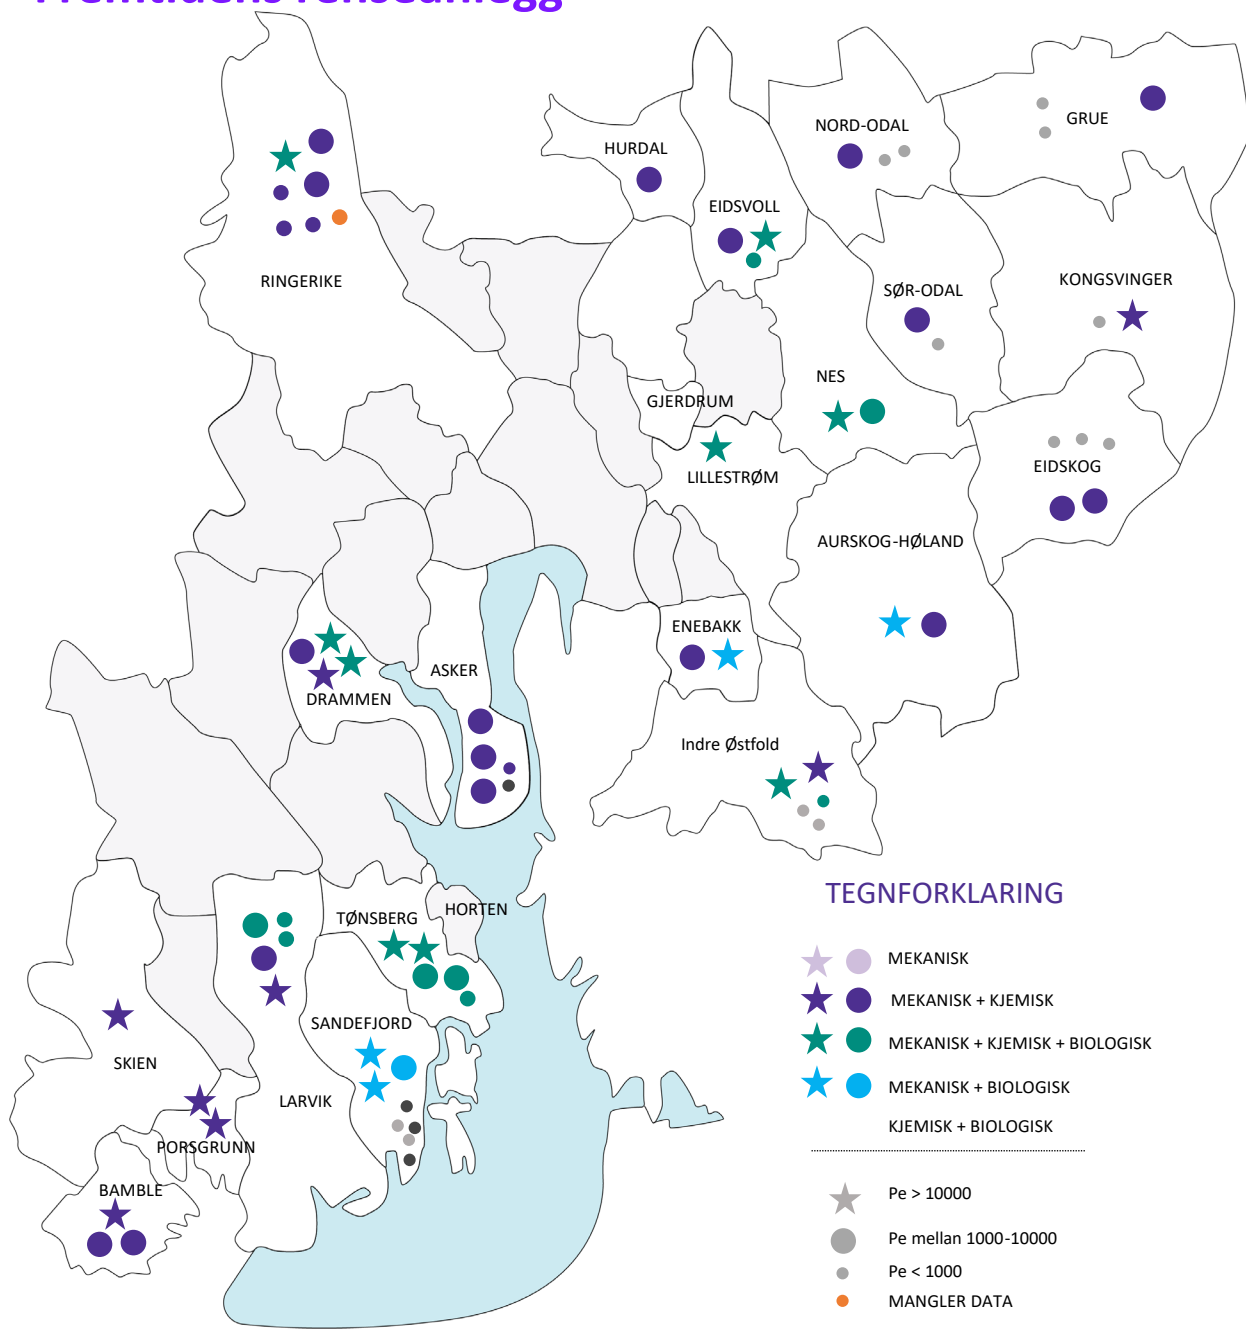 Fremtidens renseanlegg
NORD-ODAL
GRUE
HURDAL
EIDSVOLL
RINGERIKE
KONGSVINGER
SØR-ODAL
NES
GJERDRUM
EIDSKOG
LILLESTRØM
AURSKOG-HØLAND
ENEBAKK
ASKER
DRAMMEN
Indre Østfold
TEGNFORKLARING
HORTEN
TØNSBERG
MEKANISK
MEKANISK + KJEMISK
SANDEFJORD
MEKANISK + KJEMISK + BIOLOGISK
SKIEN
MEKANISK + BIOLOGISK
LARVIK
KJEMISK + BIOLOGISK
PORSGRUNN
BAMBLE
Pe > 10000
Pe mellan 1000-10000
Pe < 1000
MANGLER DATA